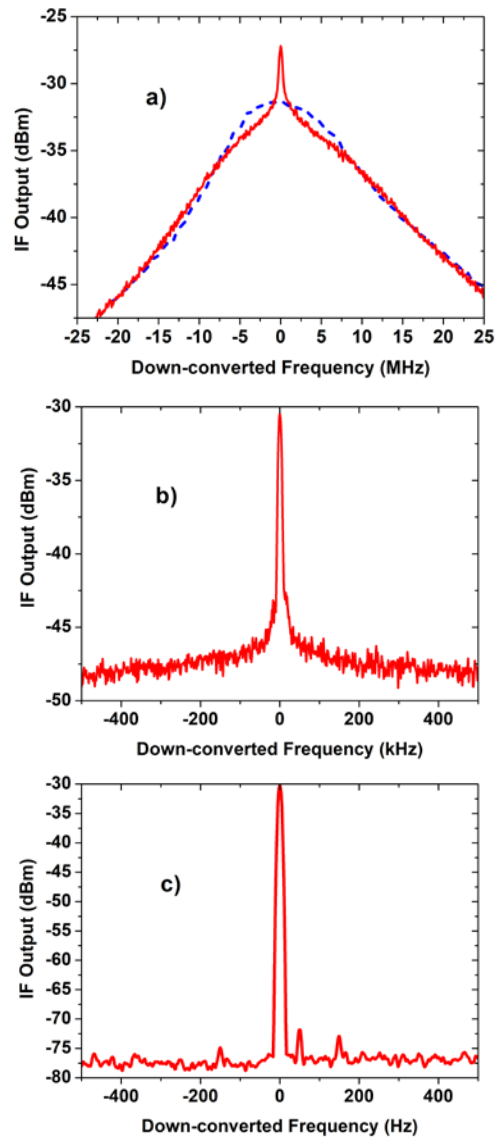 -25
-30
-35
-40
-45
IF Output (dBm)
a)
-25 -20 -15 -10 -5 0 5 10 15 20 25
Down-converted Frequency (MHz)
-30
-35
-40
-45
-50
IF Output (dBm)
b)
-400 -200 0 200 400
Down-converted Frequency (kHz)
-30
-35
-40
-45
-50
-55
-60
-65
-70
-75
-80
IF Output (dBm)
c)
-400 -200 0 200 400
Down-converted Frequency (Hz)